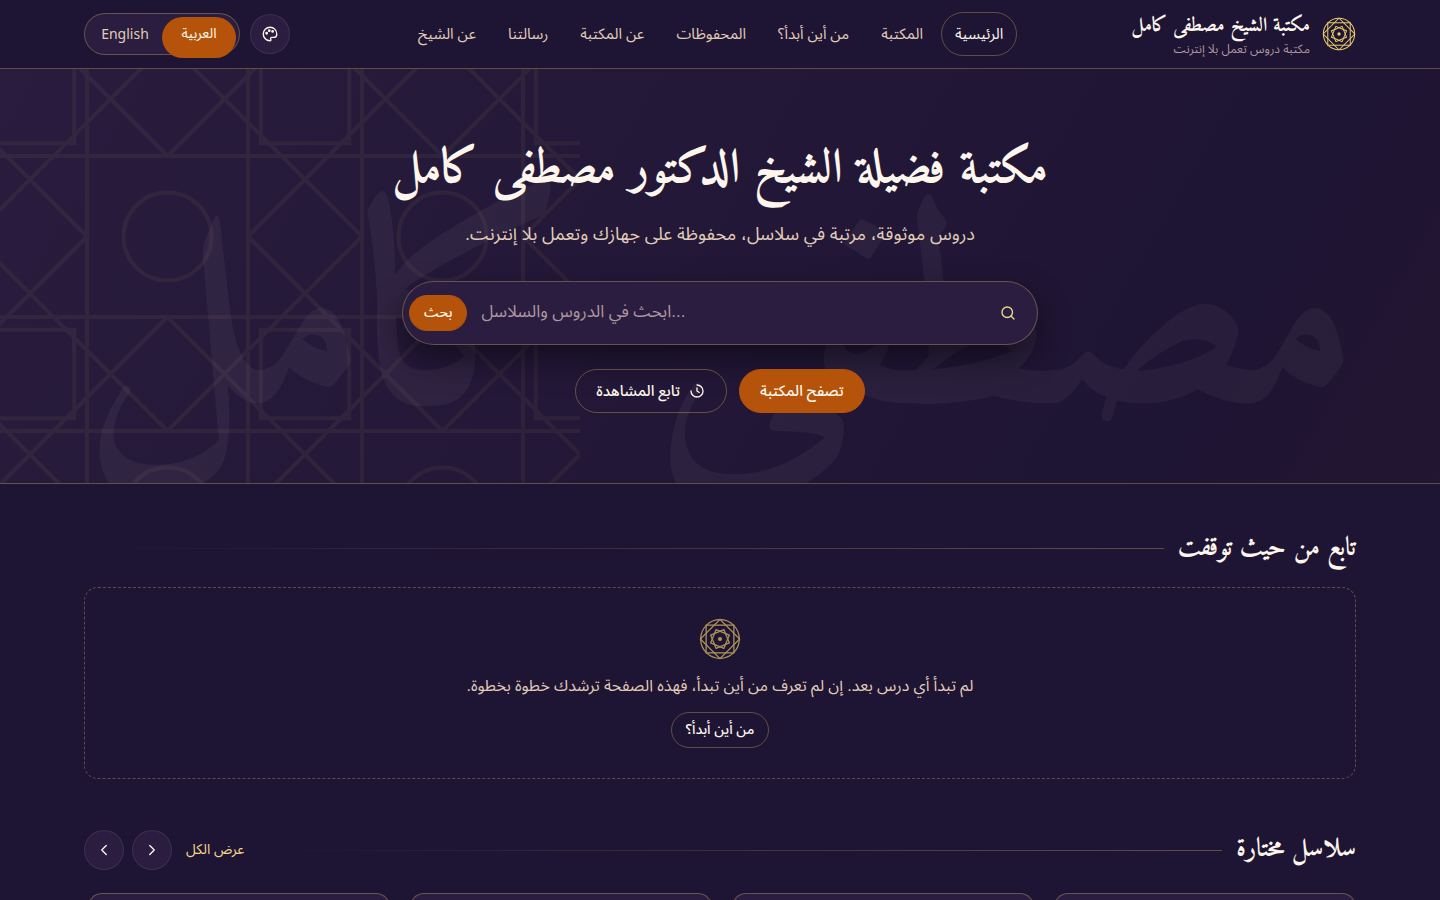 مكتبة الشيخ مصطفى كامل
مكتبة دروس تعمل بلا إنترنت
الرئيسية
المكتبة
من أين أبدأ؟
المحفوظات
عن المكتبة
رسالتنا
عن الشيخ
العربية
English
مصطفى كامل
مكتبة فضيلة الشيخ الدكتور مصطفى كامل
دروس موثوقة، مرتبة في سلاسل، محفوظة على جهازك وتعمل بلا إنترنت.
ابحث في الدروس والسلاسل...
بحث
تصفح المكتبة
تابع المشاهدة
تابع من حيث توقفت
لم تبدأ أي درس بعد. إن لم تعرف من أين تبدأ، فهذه الصفحة ترشدك خطوة بخطوة.
من أين أبدأ؟
سلاسل مختارة
عرض الكل